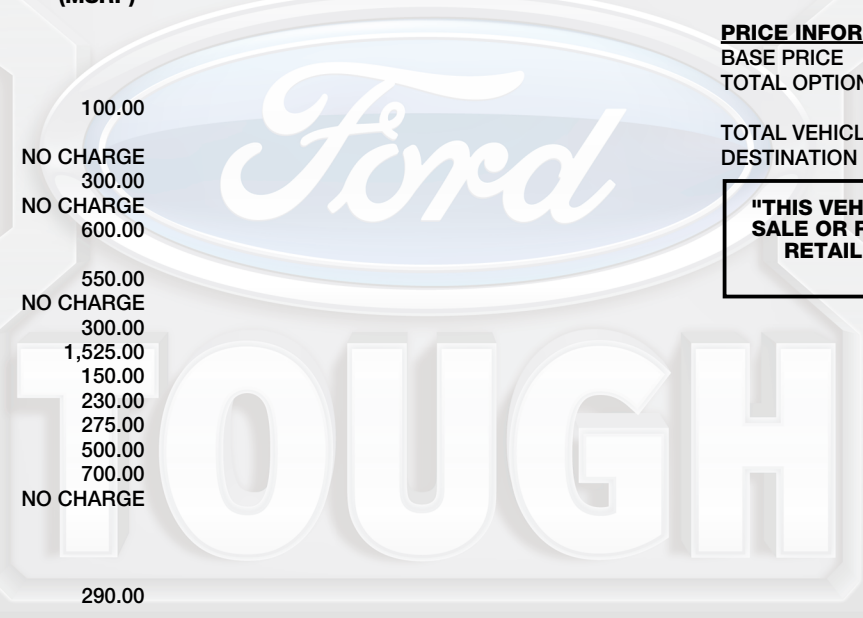 (MSRP)
100.00
NO CHARGE
300.00
NO CHARGE
600.00
550.00
NO CHARGE
300.00
1,525.00
150.00
230.00
275.00
500.00
700.00
NO CHARGE
290.00
PRICE INFOR
BASE PRICE
TOTAL OPTION
TOTAL VEHICL
DESTINATION
"THIS VEH
SALE OR F
RETAIL
Ford
TOUGH